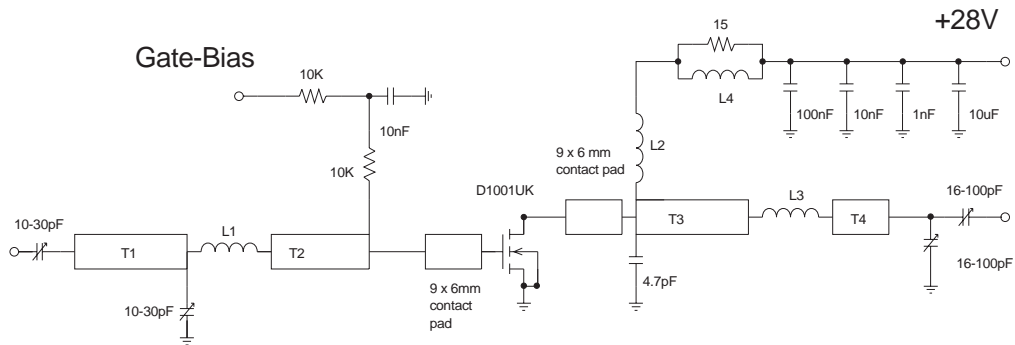 +28V
15
Gate-Bias
10K
L4
100nF
10nF
1nF
10uF
10nF
L2
9 x 6 mm
contact pad
10K
D1001UK
L3
16-100pF
10-30pF
L1
T3
T4
T1
T2
16-100pF
4.7pF
9 x 6mm
contact
pad
10-30pF